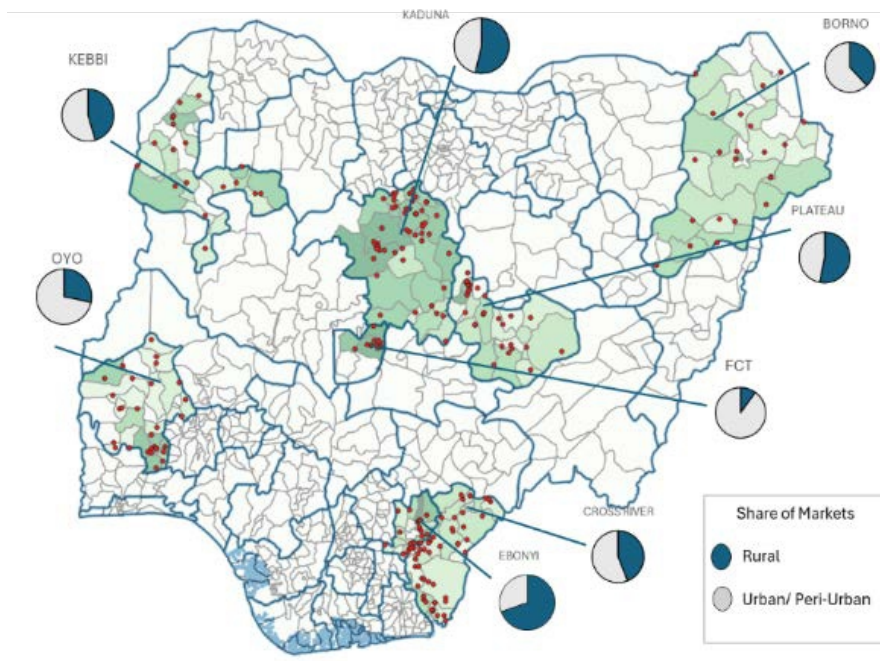 KADUNA
BORNO
KEBBI
PLATEAU
OYO
FCT
CROSS RIVER
EBONYI
Share of Markets
Rural
Urban/ Peri-Urban